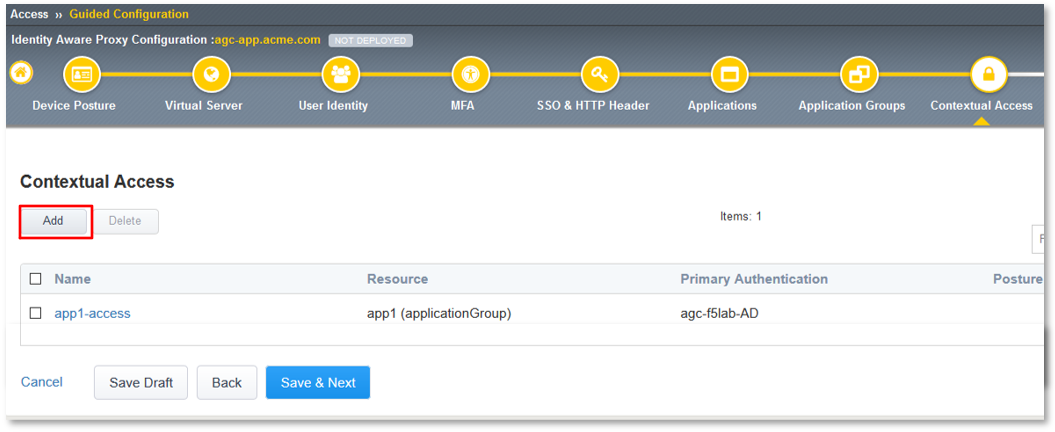 Access ›› Guided Configuration
Identity Aware Proxy Configuration :agc-app.acme.com NOT DEPLOYED
Device Posture Virtual Server User Identity MFA SSO & HTTP Header Applications Application Groups Contextual Access
Contextual Access
Add Delete
Items: 1
Name Resource Primary Authentication Posture
app1-access app1 (applicationGroup) agc-f5lab-AD
Cancel Save Draft Back Save & Next